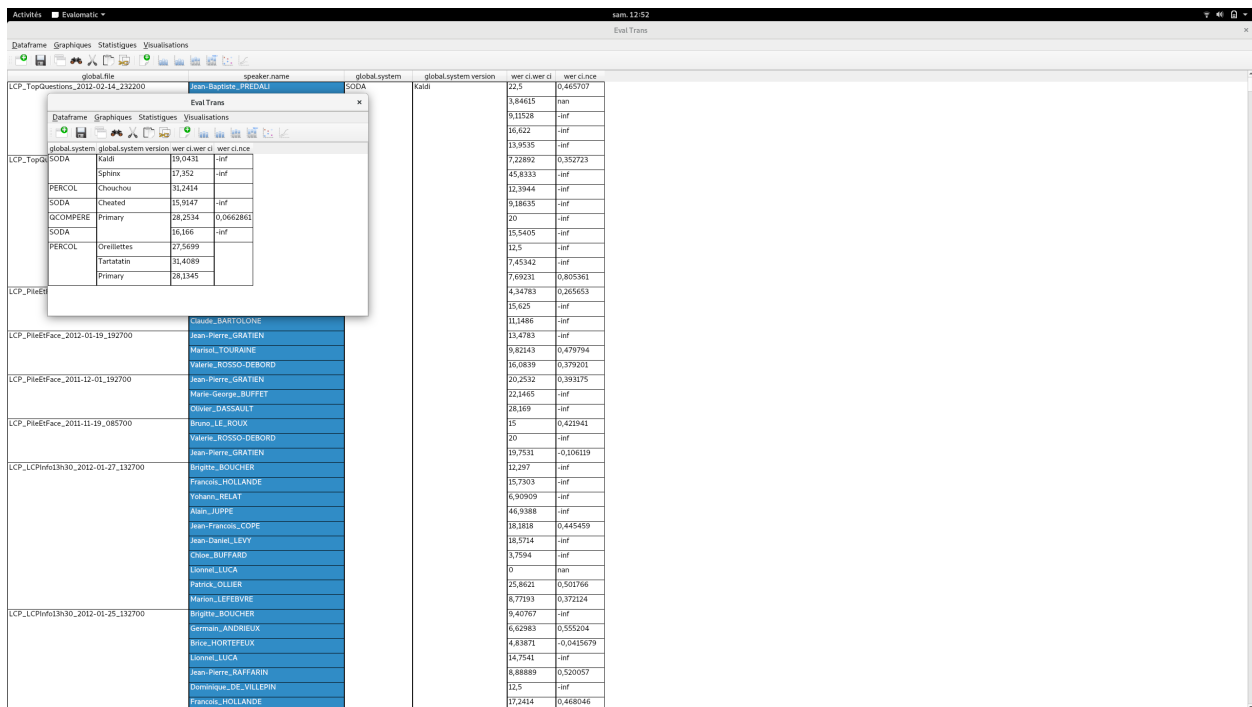 Activités Evalomatic
sam. 12:52
Eval Trans ×
Dataframe Graphiques Statistiques Visualisations
global.file speaker.name global.system global.system version wer ci.wer ci wer ci.nce
LCP_TopQuestions_2012-02-14_232200 Jean-Baptiste_PREDALI SODA Kaldi 22,5 0,465707
3,84615 nan
9,11528 -inf
16,622 -inf
13,9535 -inf
LCP_TopQ 7,22892 0,352723
45,8333 -inf
12,3944 -inf
9,18635 -inf
20 -inf
15,5405 -inf
12,5 -inf
7,45342 -inf
7,69231 0,805361
LCP_PileEt 4,34783 0,265653
15,625 -inf
Claude_BARTOLONE 11,1486 -inf
LCP_PileEtFace_2012-01-19_192700 Jean-Pierre_GRATIEN 13,4783 -inf
Marisol_TOURAINE 9,82143 0,479794
Valerie_ROSSO-DEBORD 16,0839 0,379201
LCP_PileEtFace_2011-12-01_192700 Jean-Pierre_GRATIEN 20,2532 0,393175
Marie-George_BUFFET 22,1465 -inf
Olivier_DASSAULT 28,169 -inf
LCP_PileEtFace_2011-11-19_085700 Bruno_LE_ROUX 15 0,421941
Valerie_ROSSO-DEBORD 20 -inf
Jean-Pierre_GRATIEN 19,7531 -0,106119
LCP_LCPInfo13h30_2012-01-27_132700 Brigitte_BOUCHER 12,297 -inf
Francois_HOLLANDE 15,7303 -inf
Yohann_RELAT 6,90909 -inf
Alain_JUPPE 46,9388 -inf
Jean-Francois_COPE 18,1818 0,445459
Jean-Daniel_LEVY 18,5714 -inf
Chloe_BUFFARD 3,7594 -inf
Lionnel_LUCA 0 nan
Patrick_OLLIER 25,8621 0,501766
Marion_LEFEBVRE 8,77193 0,372124
LCP_LCPInfo13h30_2012-01-25_132700 Brigitte_BOUCHER 9,40767 -inf
Germain_ANDRIEUX 6,62983 0,555204
Brice_HORTEFEUX 4,83871 -0,0415679
Lionnel_LUCA 14,7541 -inf
Jean-Pierre_RAFFARIN 8,88889 0,520057
Dominique_DE_VILLEPIN 12,5 -inf
Francois_HOLLANDE 17,2414 0,468046
Eval Trans ×
Dataframe Graphiques Statistiques Visualisations
global.system global.system version wer ci.wer ci wer ci.nce
SODA Kaldi 19,0431 -inf
Sphinx 17,352 -inf
PERCOL Chouchou 31,2414
SODA Cheated 15,9147 -inf
QCOMPERE Primary 28,2534 0,0662861
SODA 16,166 -inf
PERCOL Oreillettes 27,5699
Tartatatin 31,4089
Primary 28,1345